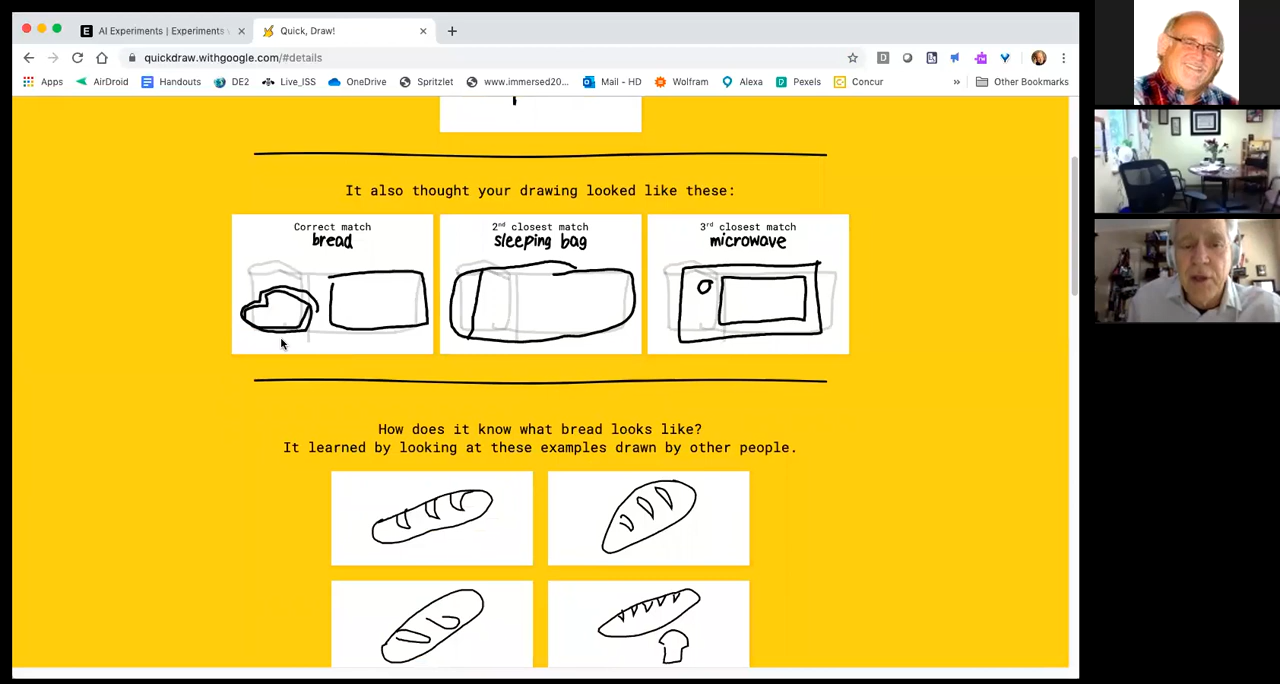 AI Experiments | Experiments
Quick, Draw!
quickdraw.withgoogle.com/#details
Apps
AirDroid
Handouts
DE2
Live_ISS
OneDrive
Spritzlet
www.immersed20...
Mail - HD
Wolfram
Alexa
Pexels
Concur
»
Other Bookmarks
It also thought your drawing looked like these:
Correct match
bread
2nd closest match
sleeping bag
3rd closest match
microwave
How does it know what bread looks like?
It learned by looking at these examples drawn by other people.